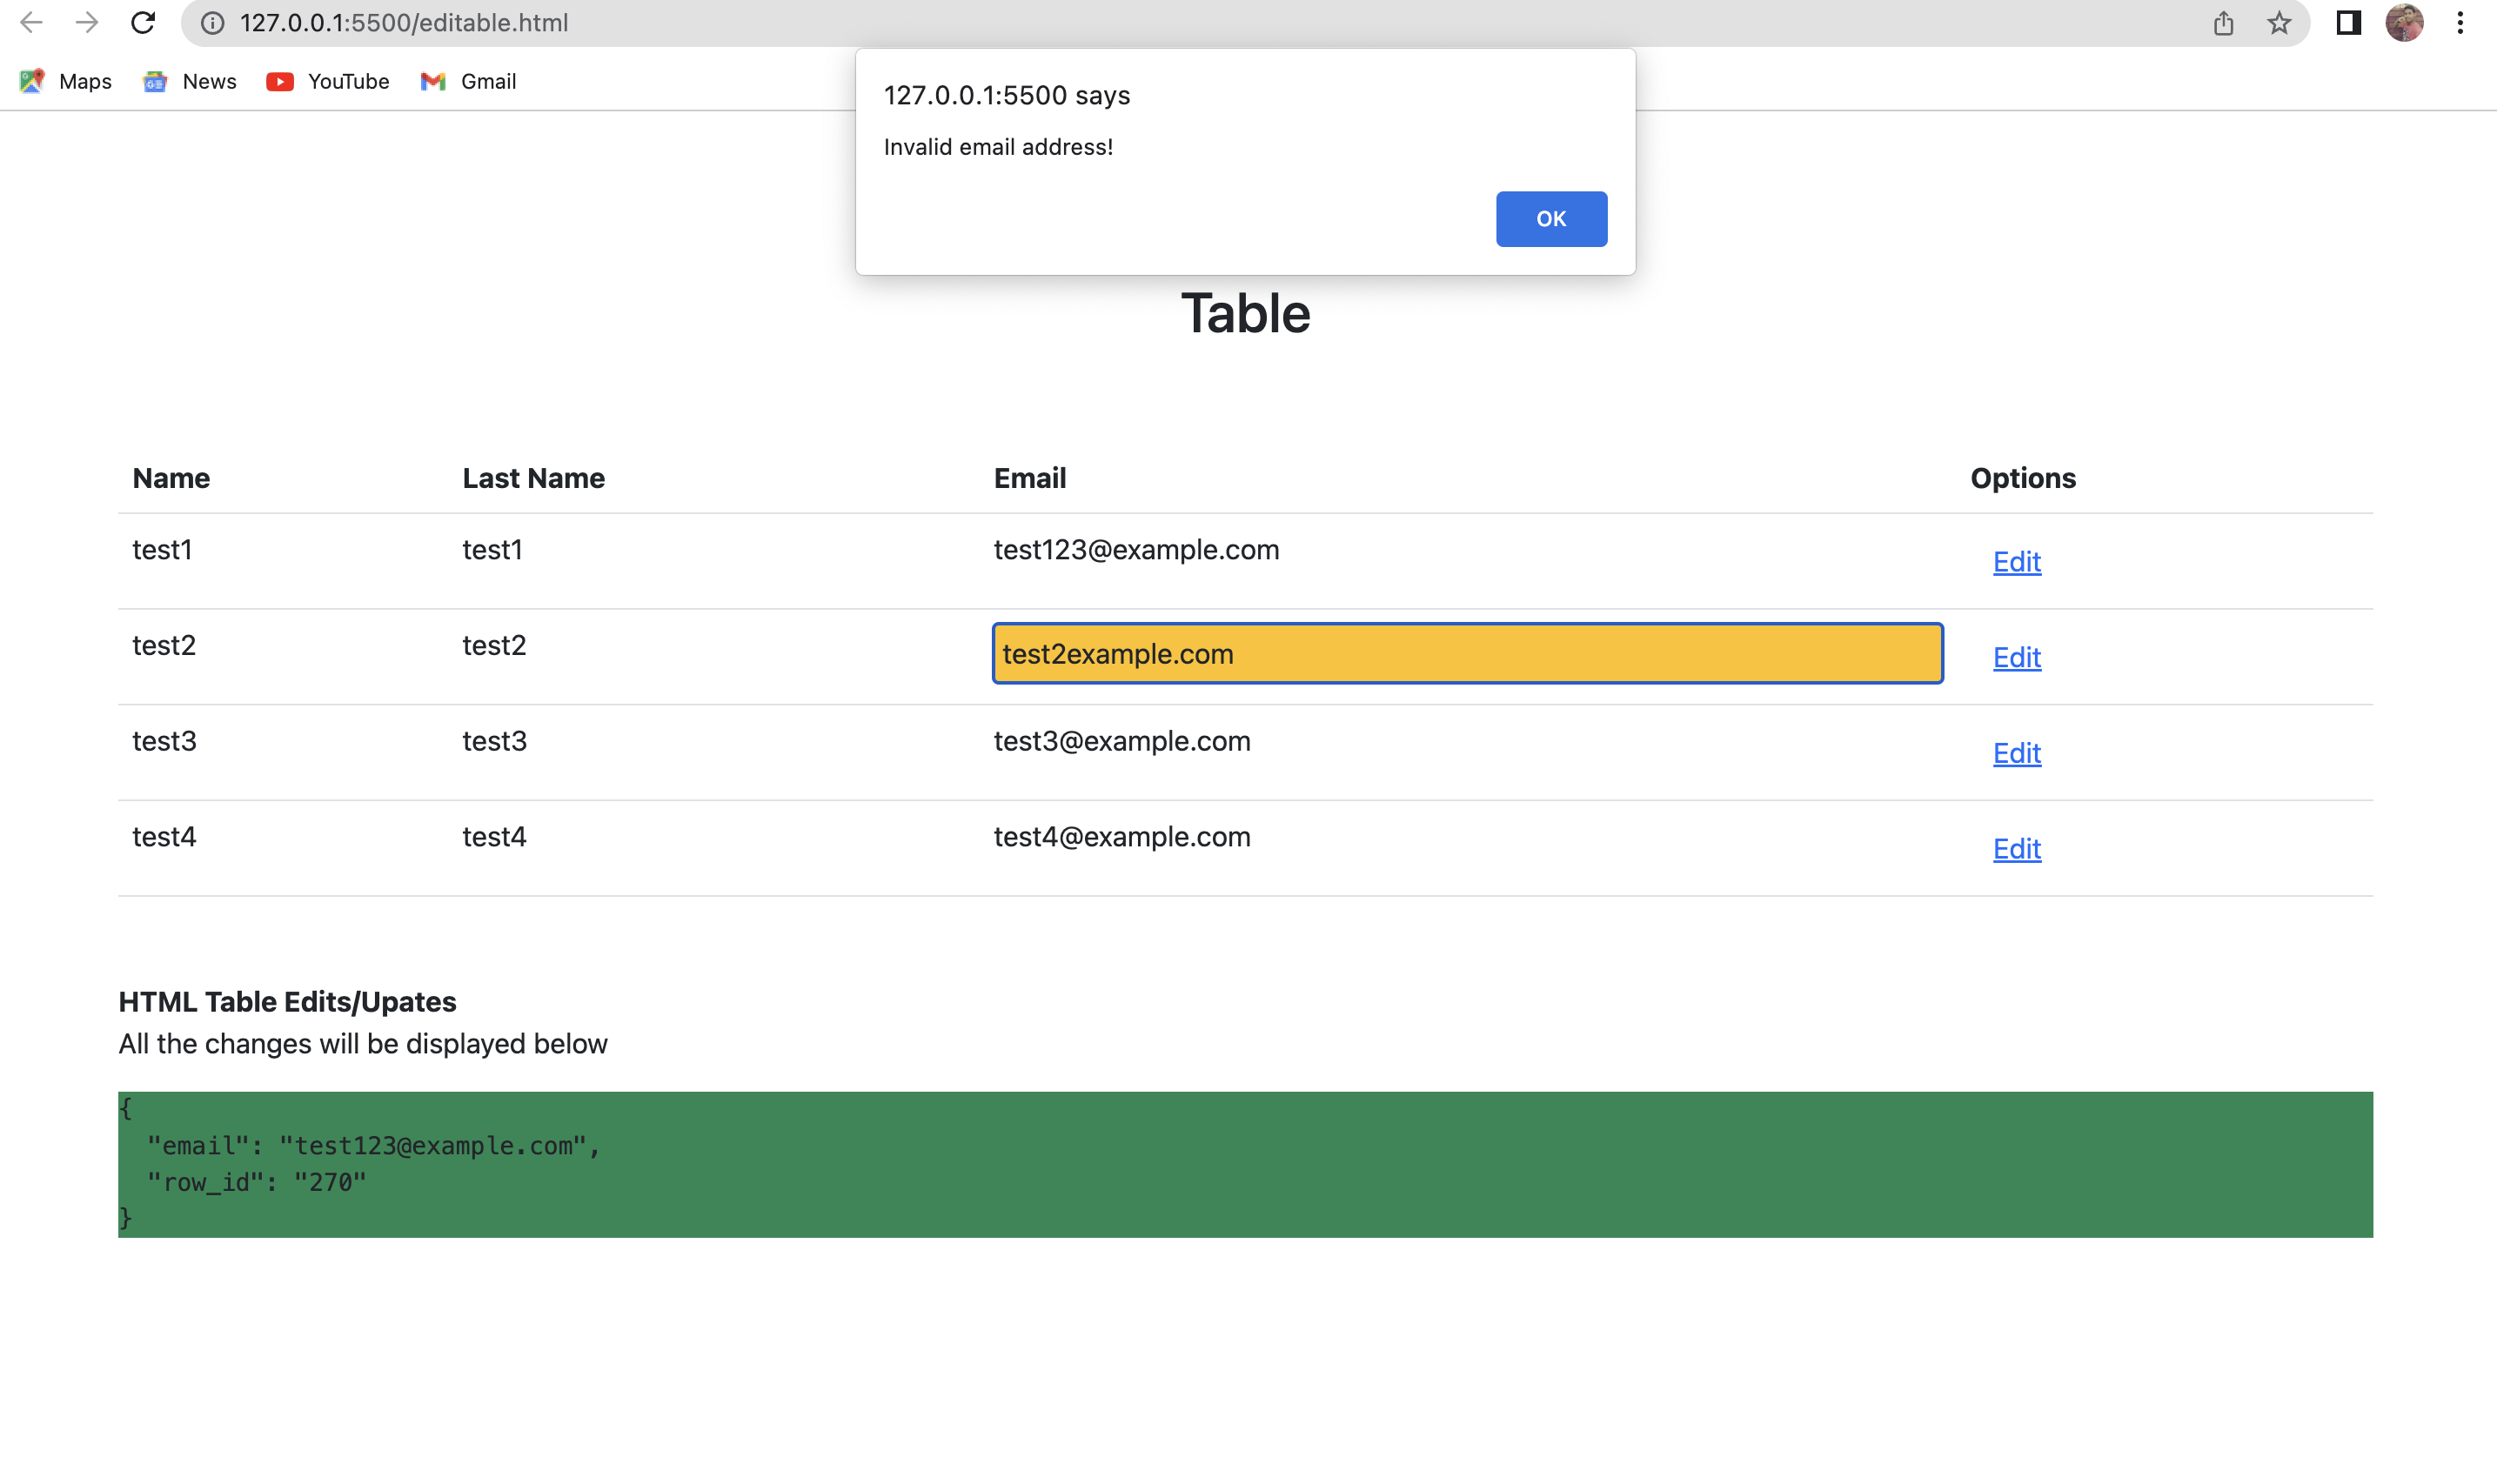 127.0.0.1:5500/editable.html
Maps News YouTube Gmail
127.0.0.1:5500 says
Invalid email address!
OK
Table
Name Last Name Email Options
test1 test1 test123@example.com Edit
test2 test2 test2example.com Edit
test3 test3 test3@example.com Edit
test4 test4 test4@example.com Edit
HTML Table Edits/Upates
All the changes will be displayed below
{
"email": "test123@example.com",
"row_id": "270"
}